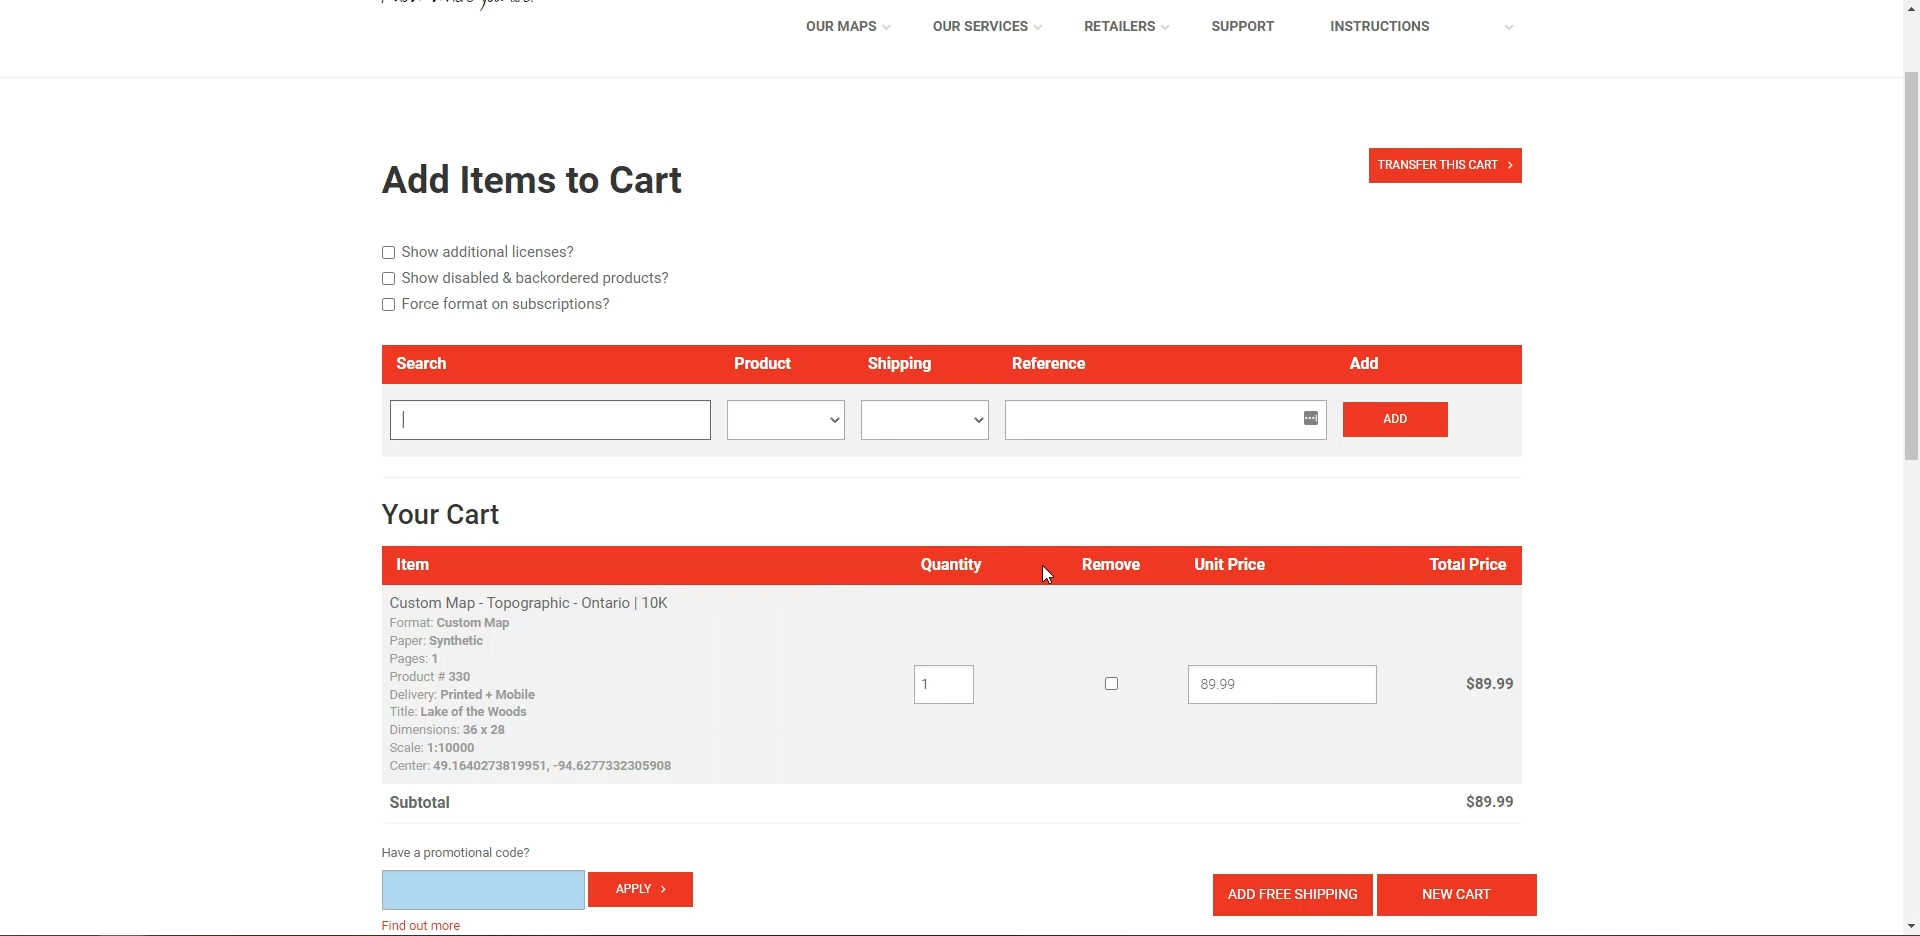 OUR MAPS OUR SERVICES RETAILERS SUPPORT INSTRUCTIONS
Add Items to Cart
TRANSFER THIS CART
Show additional licenses?
Show disabled & backordered products?
Force format on subscriptions?
Search Product Shipping Reference Add
ADD
Your Cart
Item Quantity Remove Unit Price Total Price
Custom Map - Topographic - Ontario | 10K
Format: Custom Map
Paper: Synthetic
Pages: 1
Product # 330
1 89.99 $89.99
Delivery: Printed + Mobile
Title: Lake of the Woods
Dimensions: 36 x 28
Scale: 1:10000
Center: 49.1640273819951, -94.6277332305908
Subtotal $89.99
Have a promotional code?
APPLY
ADD FREE SHIPPING NEW CART
Find out more